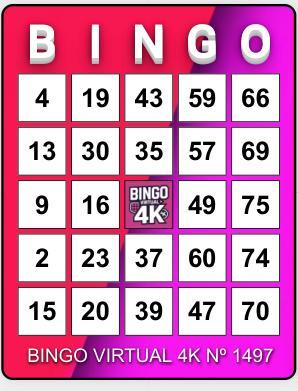 B I N G O
4 19 43 59 66
13 30 35 57 69
9 16 BINGO VIRTUAL 4K 49 75
2 23 37 60 74
15 20 39 47 70
BINGO VIRTUAL 4K Nº 1497